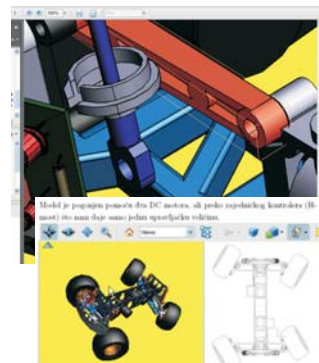 Model je pogonjen pomoću dva DC motora, ali preko zajedničkog kontrolera (H-
most) što nam daje samo jednu upravljačku veličinu.
Views